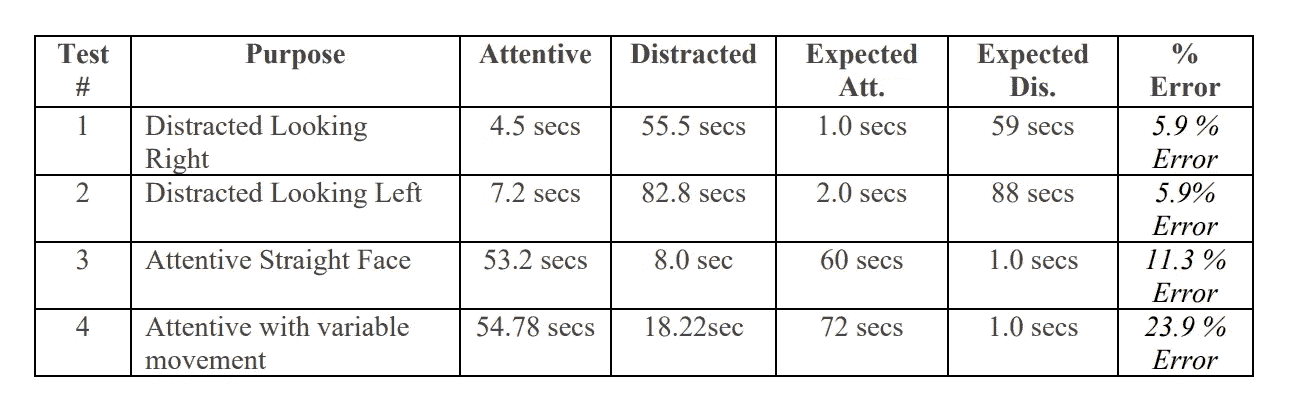 Test # Purpose Attentive Distracted Expected Att. Expected Dis. % Error
1 Distracted Looking Right 4.5 secs 55.5 secs 1.0 secs 59 secs 5.9 % Error
2 Distracted Looking Left 7.2 secs 82.8 secs 2.0 secs 88 secs 5.9% Error
3 Attentive Straight Face 53.2 secs 8.0 sec 60 secs 1.0 secs 11.3 % Error
4 Attentive with variable movement 54.78 secs 18.22sec 72 secs 1.0 secs 23.9 % Error